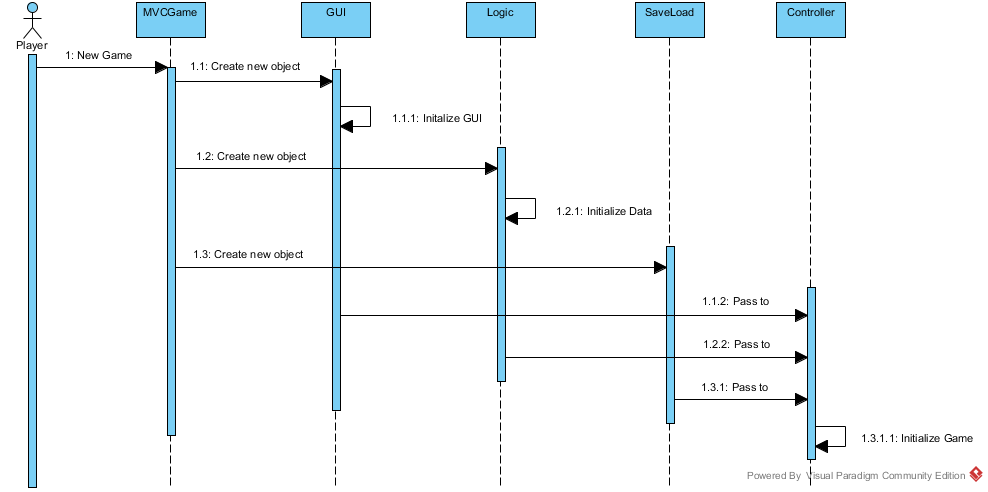 MVCGame
GUI
Logic
SaveLoad
Controller
Player
1: New Game
1.1: Create new object
1.1.1: Initalize GUI
1.2: Create new object
1.2.1: Initialize Data
1.3: Create new object
1.1.2: Pass to
1.2.2: Pass to
1.3.1: Pass to
1.3.1.1: Initialize Game
Powered By Visual Paradigm Community Edition